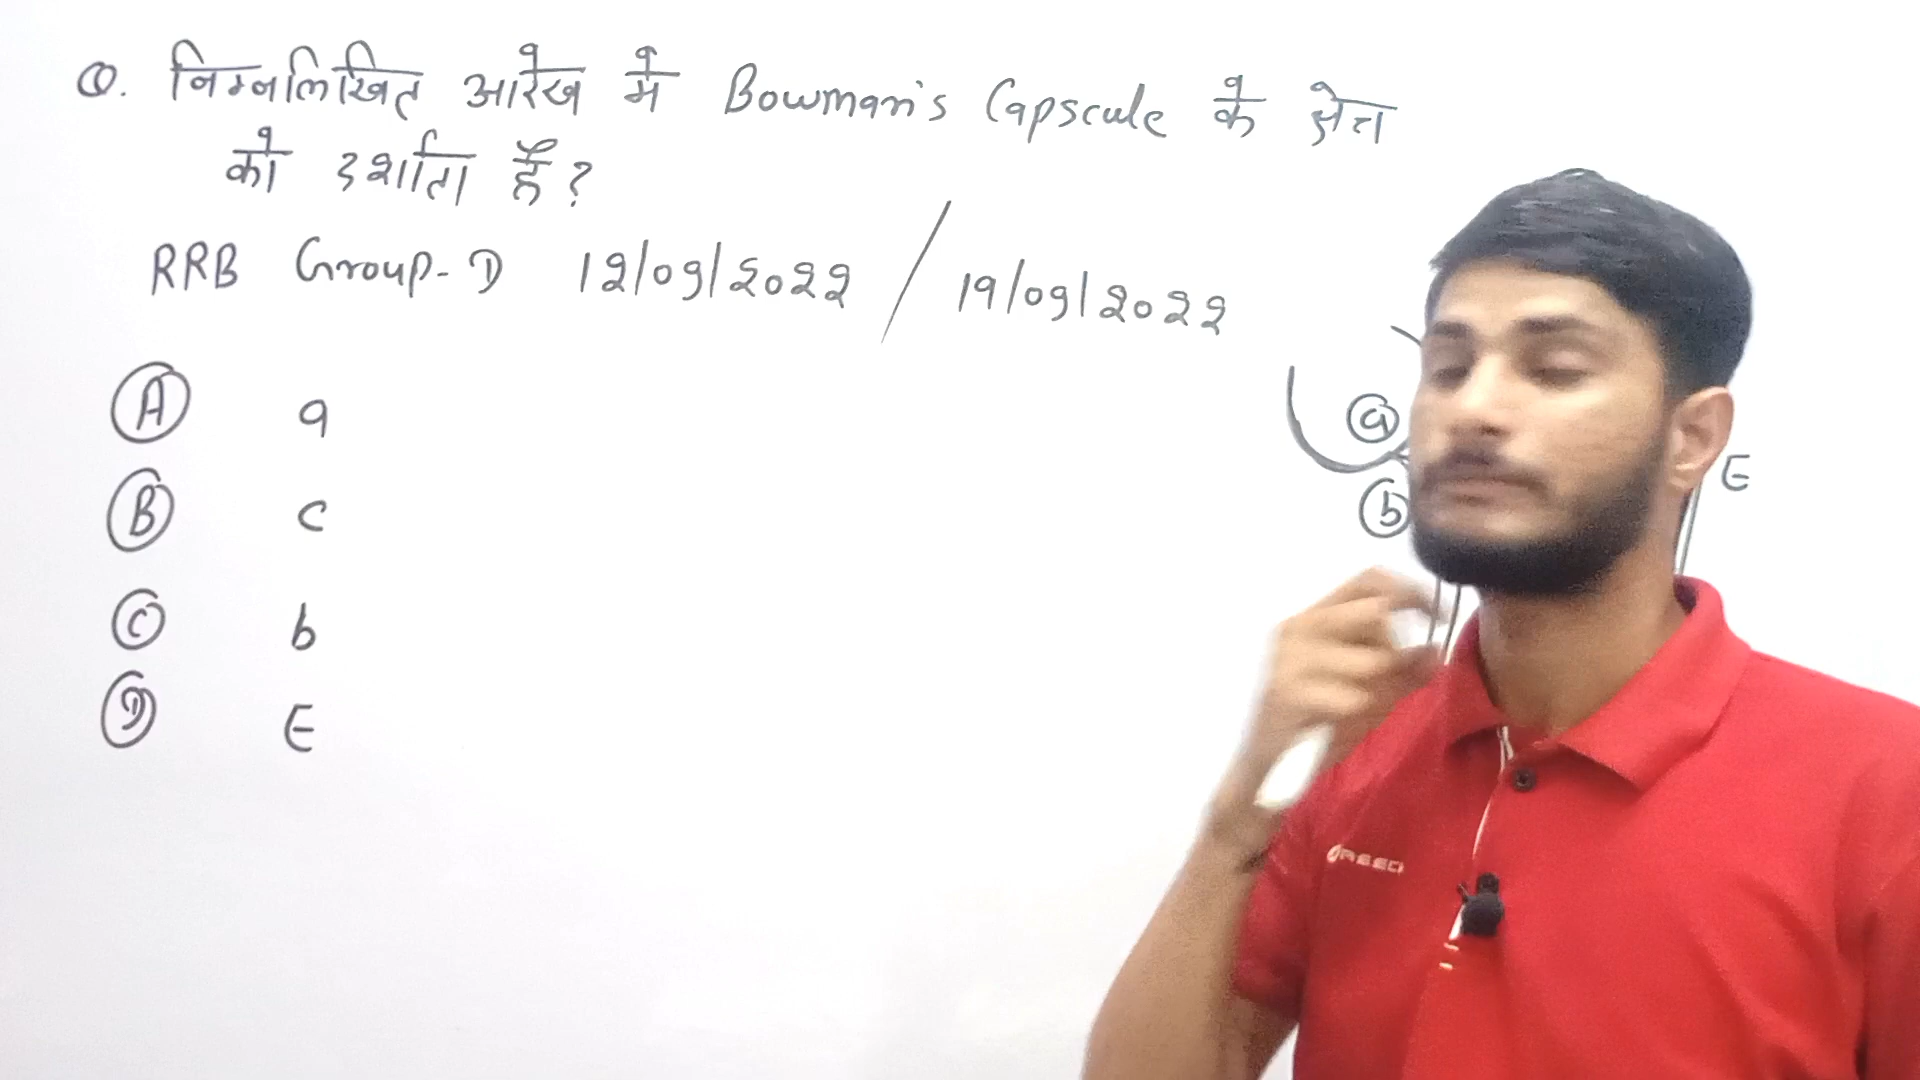 Q. निम्नलिखित आरेख में Bowman's Capscule के क्षेत्र
को दर्शाता है ?
RRB Group-D 12/09/2022 / 19/09/2022
A a
B c
C b
D E
a
b
E